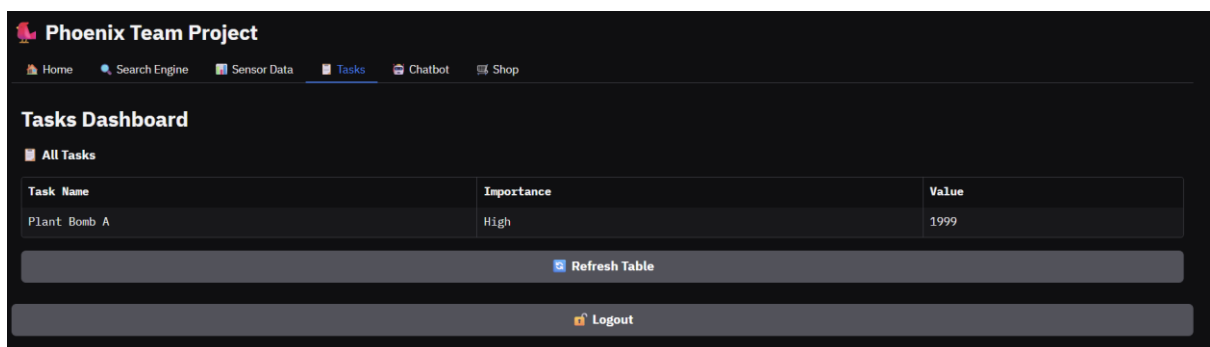 Phoenix Team Project
Home Search Engine Sensor Data Tasks Chatbot Shop
Tasks Dashboard
All Tasks
Task Name Importance Value
Plant Bomb A High 1999
Refresh Table
Logout